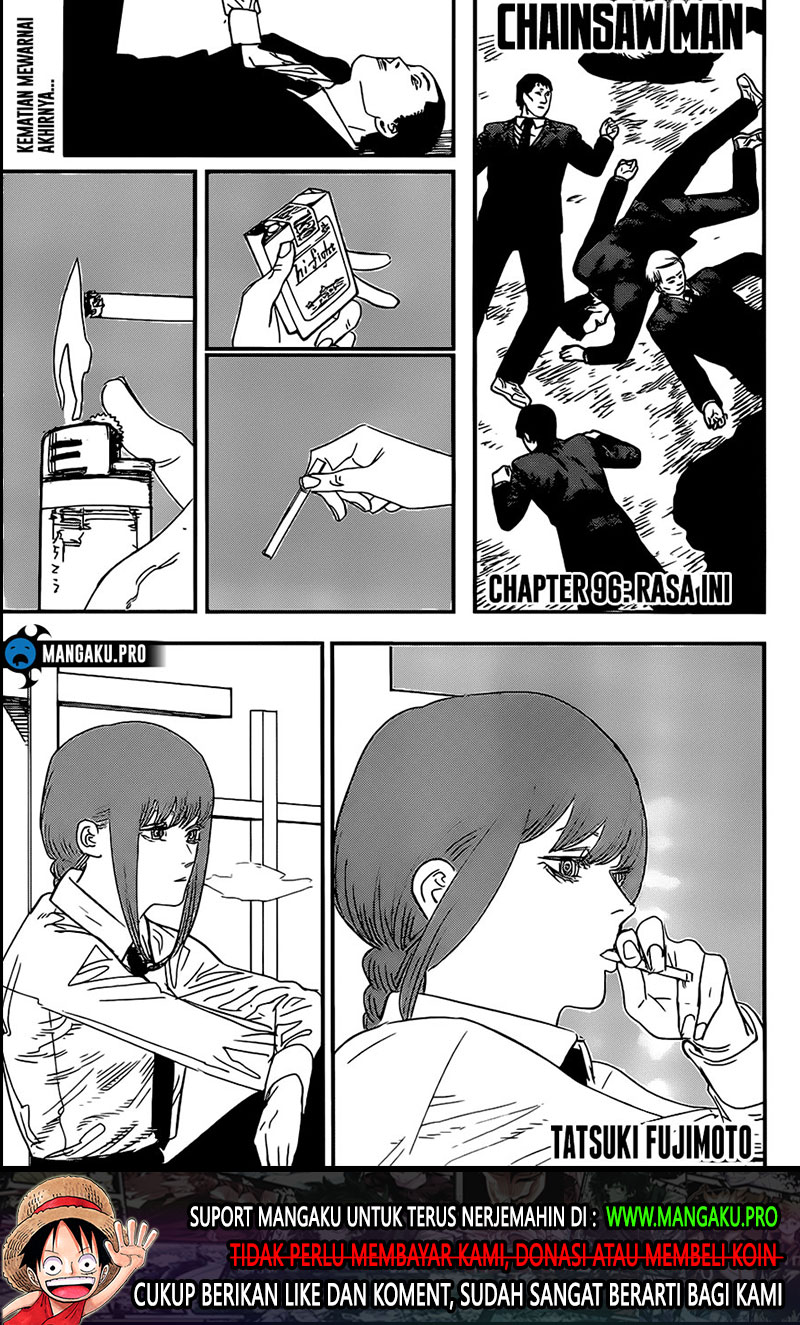 CHAINSAW MAN
KEMATIAN MEWARNAI
AKHIRNYA...
hi-fight
CHAPTER 96: RASA INI
MANGAKU.PRO
TATSUKI FUJIMOTO
SUPORT MANGAKU UNTUK TERUS NERJEMAHIN DI : WWW.MANGAKU.PRO
TIDAK PERLU MEMBAYAR KAMI, DONASI ATAU MEMBELI KOIN
CUKUP BERIKAN LIKE DAN KOMENT, SUDAH SANGAT BERARTI BAGI KAMI